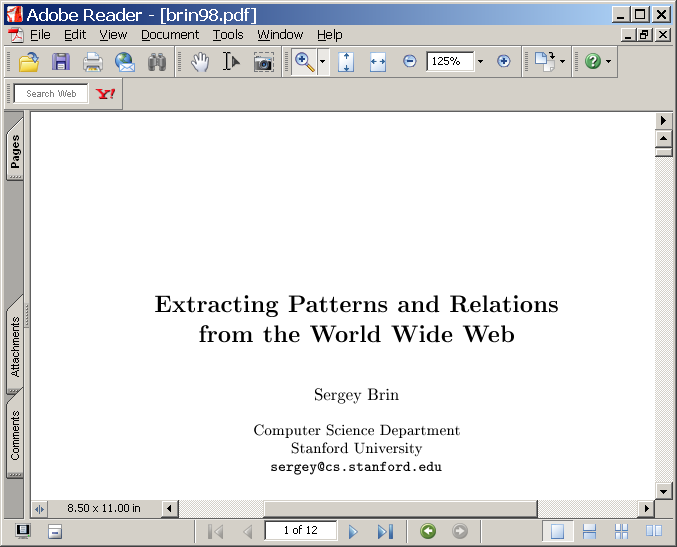 Adobe Reader - [brin98.pdf]
File Edit View Document Tools Window Help
125%
Search Web Y!
Pages
Extracting Patterns and Relations
from the World Wide Web
Attachments
Sergey Brin
Comments
Computer Science Department
Stanford University
sergey@cs.stanford.edu
8.50 x 11.00 in
1 of 12